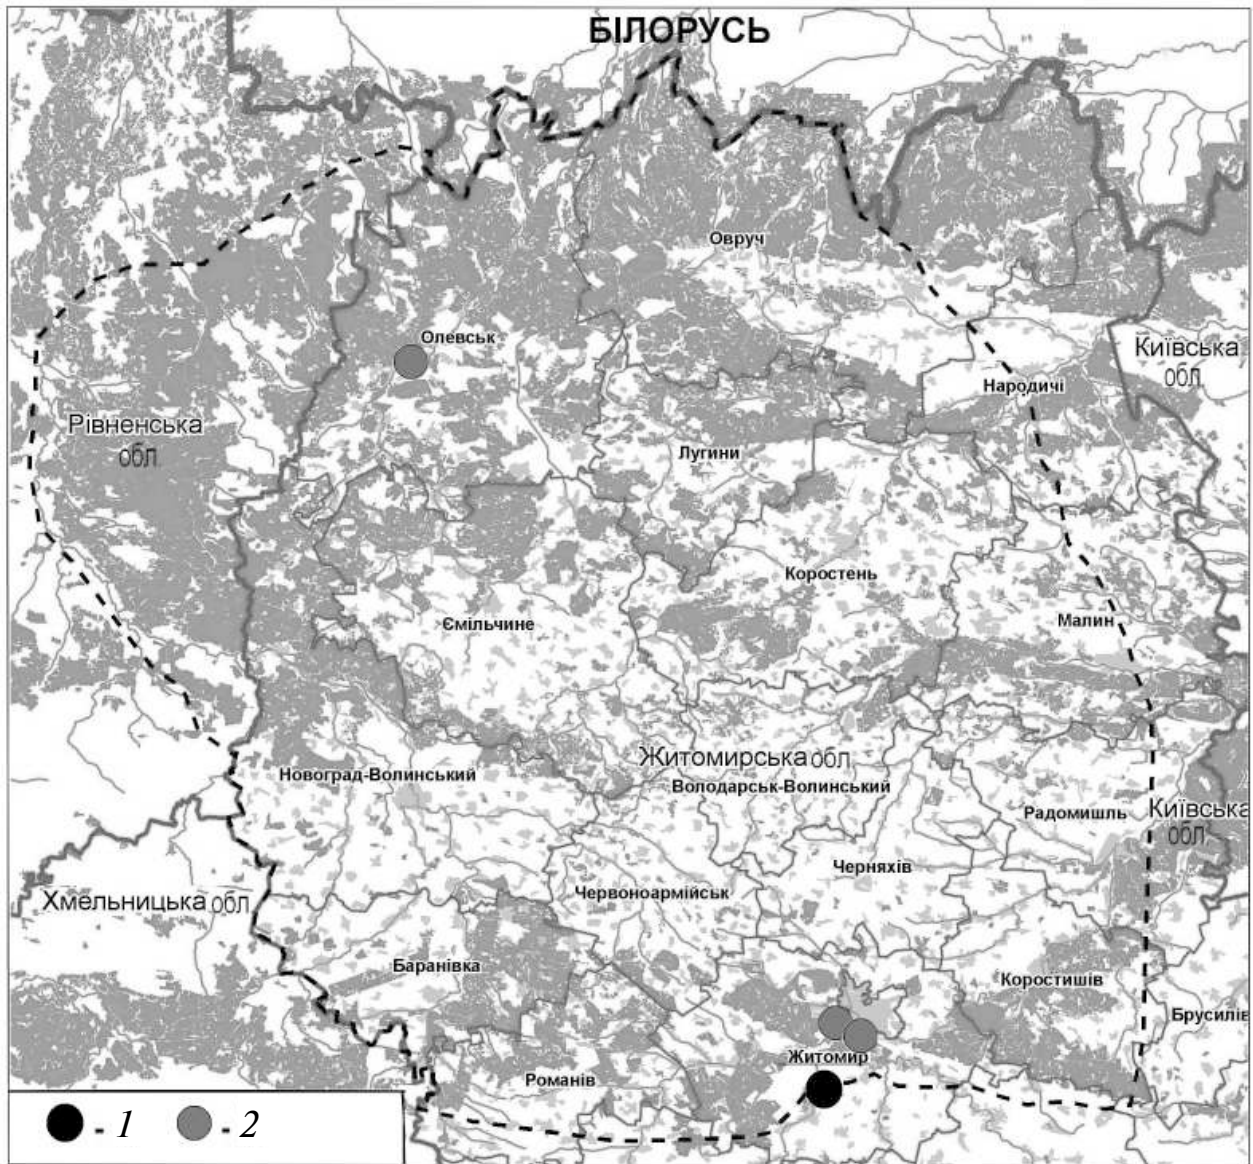 БІЛОРУСЬ
Овруч
Олевськ
Київська
обл.
Народичі
Рівненська
обл.
Лугини
Коростень
Ємільчине
Малин
Житомирська обл.
Новоград-Волинський
Володарськ-Волинський
Радомишль
Київська
обл.
Черняхів
Червоноармійськ
Хмельницька обл.
Баранівка
Коростишів
Брусилів
Житомир
Романів
- 1 - 2